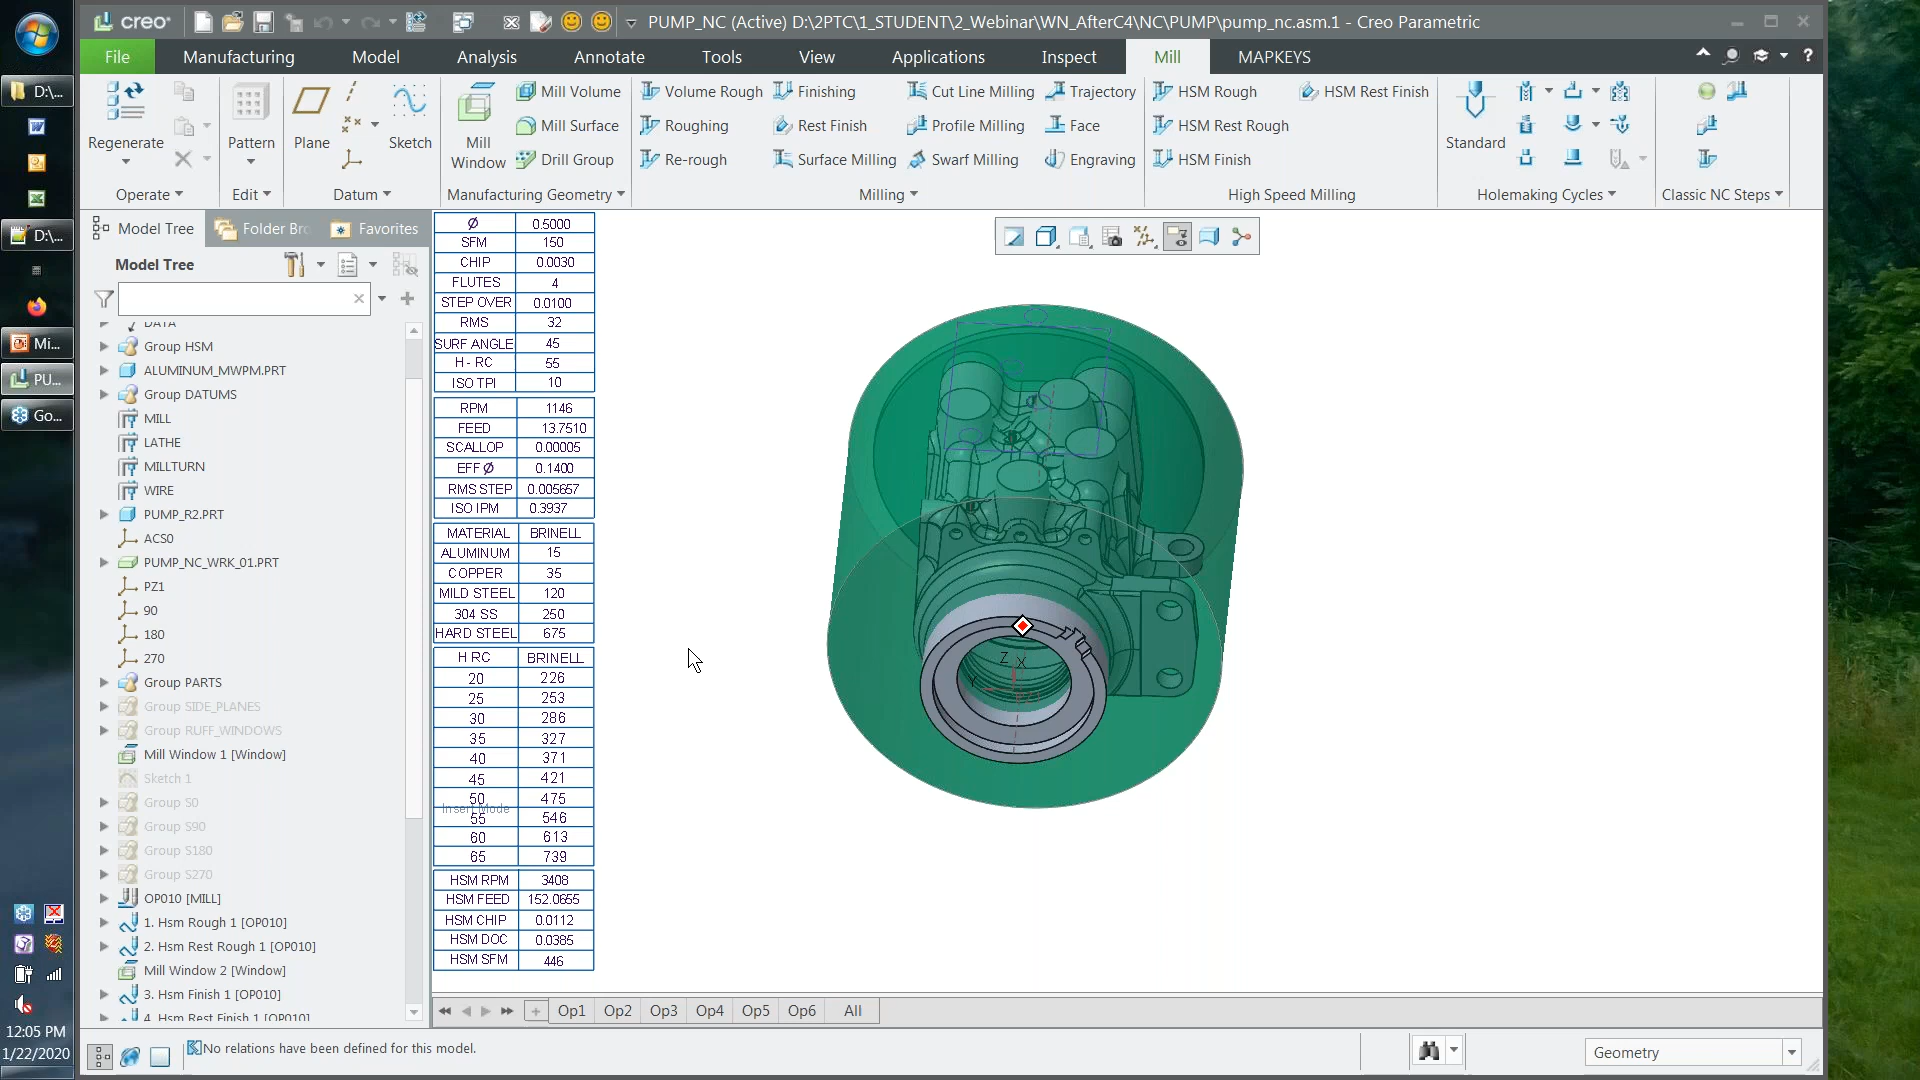 creo
PUMP_NC (Active) D:\2PTC\1_STUDENT\2_Webinar\WN_AfterC4\NC\PUMP\pump_nc.asm.1 - Creo Parametric
File Manufacturing Model Analysis Annotate Tools View Applications Inspect Mill MAPKEYS
Regenerate
Operate
Pattern
Edit
Plane
Sketch
Datum
Mill Window
Mill Volume
Mill Surface
Drill Group
Manufacturing Geometry
Volume Rough
Roughing
Re-rough
Finishing
Rest Finish
Surface Milling
Cut Line Milling
Profile Milling
Swarf Milling
Trajectory
Face
Engraving
Milling
HSM Rough
HSM Rest Rough
HSM Finish
HSM Rest Finish
High Speed Milling
Standard
Holemaking Cycles
Classic NC Steps
D:\...
D:\...
Mi...
PU...
Go...
12:05 PM
1/22/2020
Model Tree Folder Bro Favorites
Model Tree
DATA
Group HSM
ALUMINUM_MWPM.PRT
Group DATUMS
MILL
LATHE
MILLTURN
WIRE
PUMP_R2.PRT
ACS0
PUMP_NC_WRK_01.PRT
PZ1
90
180
270
Group PARTS
Group SIDE_PLANES
Group RUFF_WINDOWS
Mill Window 1 [Window]
Sketch 1
Group S0
Group S90
Group S180
Group S270
OP010 [MILL]
1. Hsm Rough 1 [OP010]
2. Hsm Rest Rough 1 [OP010]
Mill Window 2 [Window]
3. Hsm Finish 1 [OP010]
4. Hsm Rest Finish 1 [OP010]
Ø 0.5000
SFM 150
CHIP 0.0030
FLUTES 4
STEP OVER 0.0100
RMS 32
SURF ANGLE 45
H - RC 55
ISO TPI 10
RPM 1146
FEED 13.7510
SCALLOP 0.00005
EFF Ø 0.1400
RMS STEP 0.005657
ISO IPM 0.3937
MATERIAL BRINELL
ALUMINUM 15
COPPER 35
MILD STEEL 120
304 SS 250
HARD STEEL 675
H RC BRINELL
20 226
25 253
30 286
35 327
40 371
45 421
50 475
Insert Mode
55 546
60 613
65 739
HSM RPM 3408
HSM FEED 152.0655
HSM CHIP 0.0112
HSM DOC 0.0385
HSM SFM 446
Z X
Y
Op1 Op2 Op3 Op4 Op5 Op6 All
No relations have been defined for this model.
Geometry